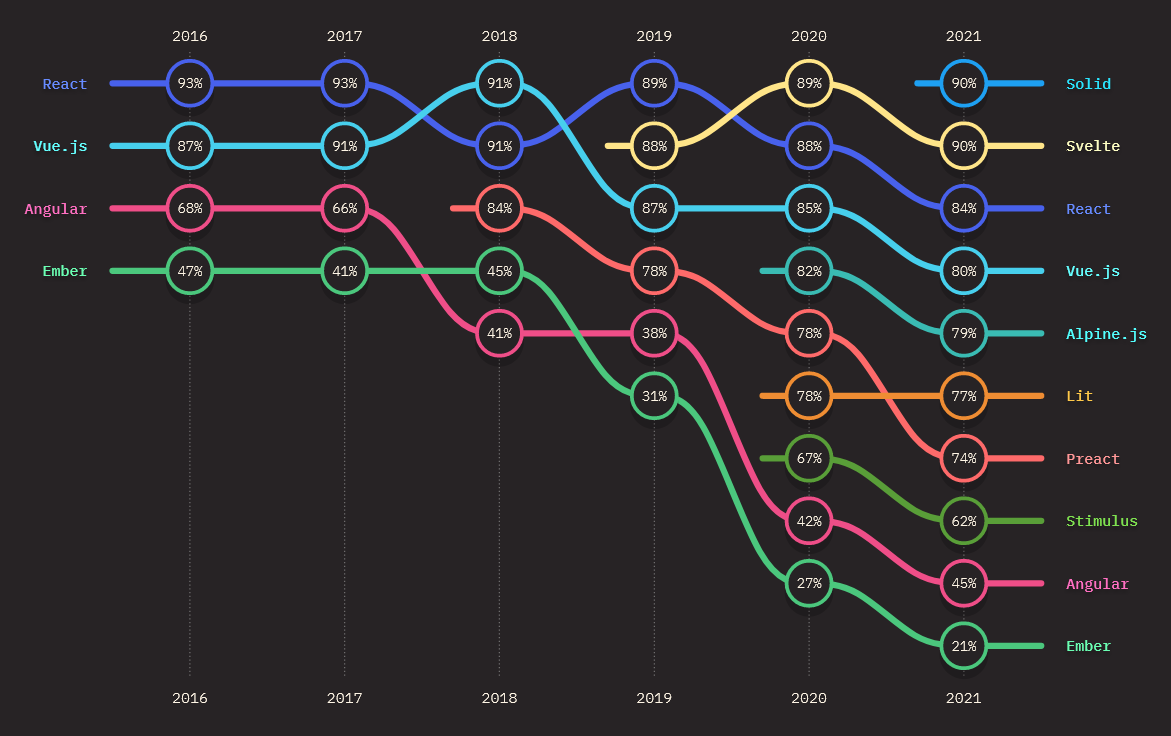 2016 2017 2018 2019 2020 2021
React 93% 93% 91% 89% 89% 90% Solid
Vue.js 87% 91% 91% 88% 88% 90% Svelte
Angular 68% 66% 84% 87% 85% 84% React
Ember 47% 41% 45% 78% 82% 80% Vue.js
41% 38% 78% 79% Alpine.js
31% 78% 77% Lit
67% 74% Preact
42% 62% Stimulus
27% 45% Angular
21% Ember
2016 2017 2018 2019 2020 2021